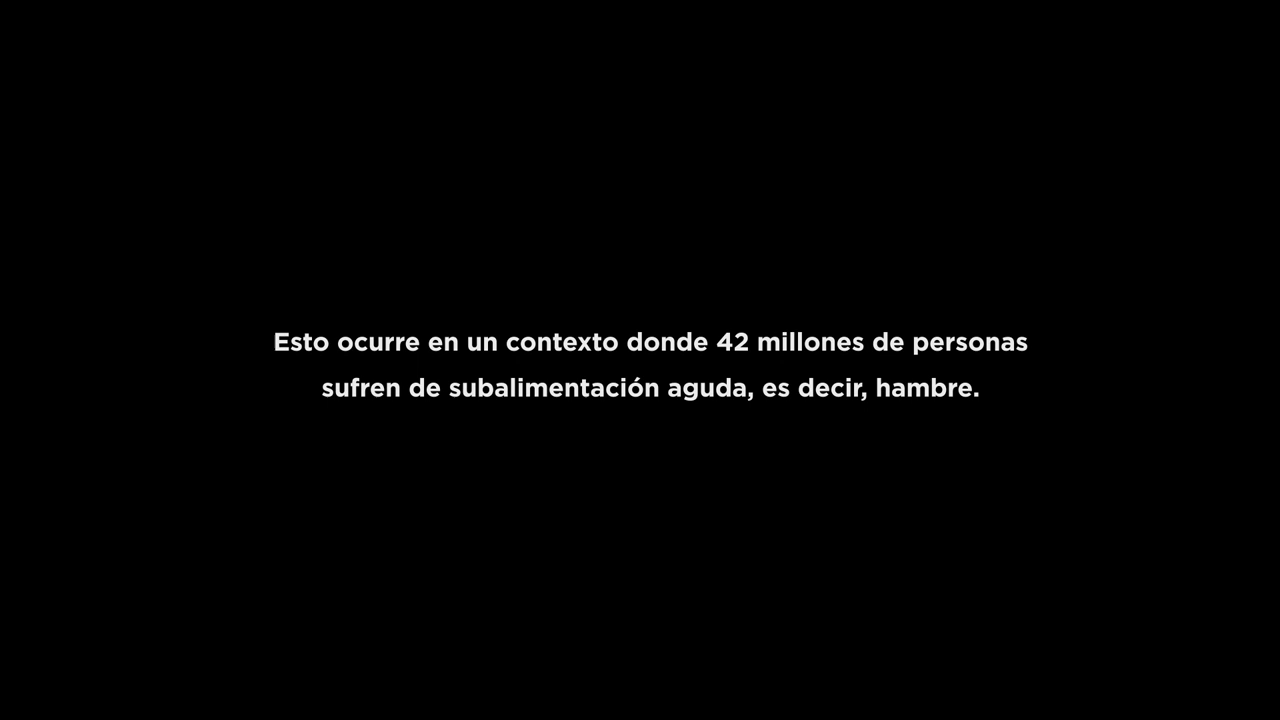 Esto ocurre en un contexto donde 42 millones de personas
sufren de subalimentación aguda, es decir, hambre.